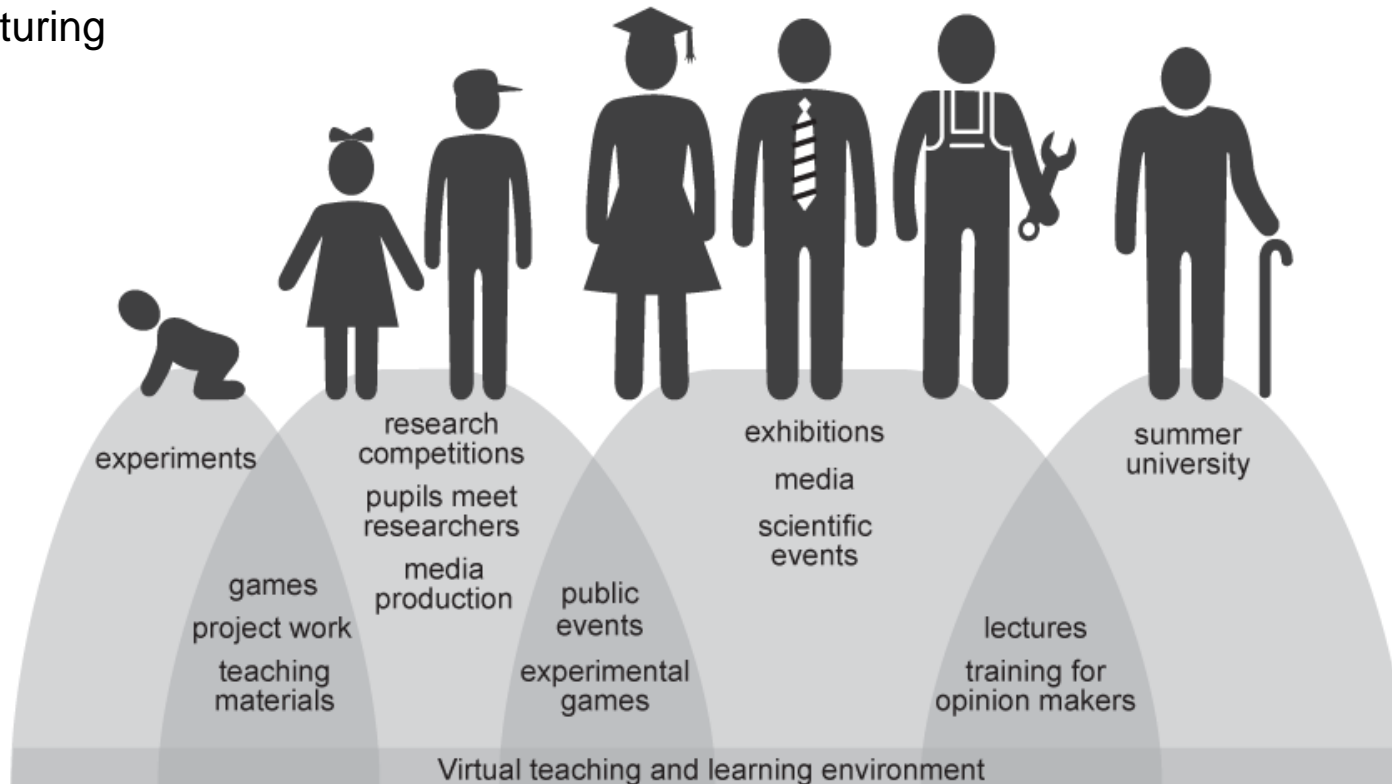 turing
experiments
games
project work
teaching
materials
research
competitions
pupils meet
researchers
media
production
public
events
experimental
games
exhibitions
media
scientific
events
lectures
training for
opinion makers
summer
university
Virtual teaching and learning environment